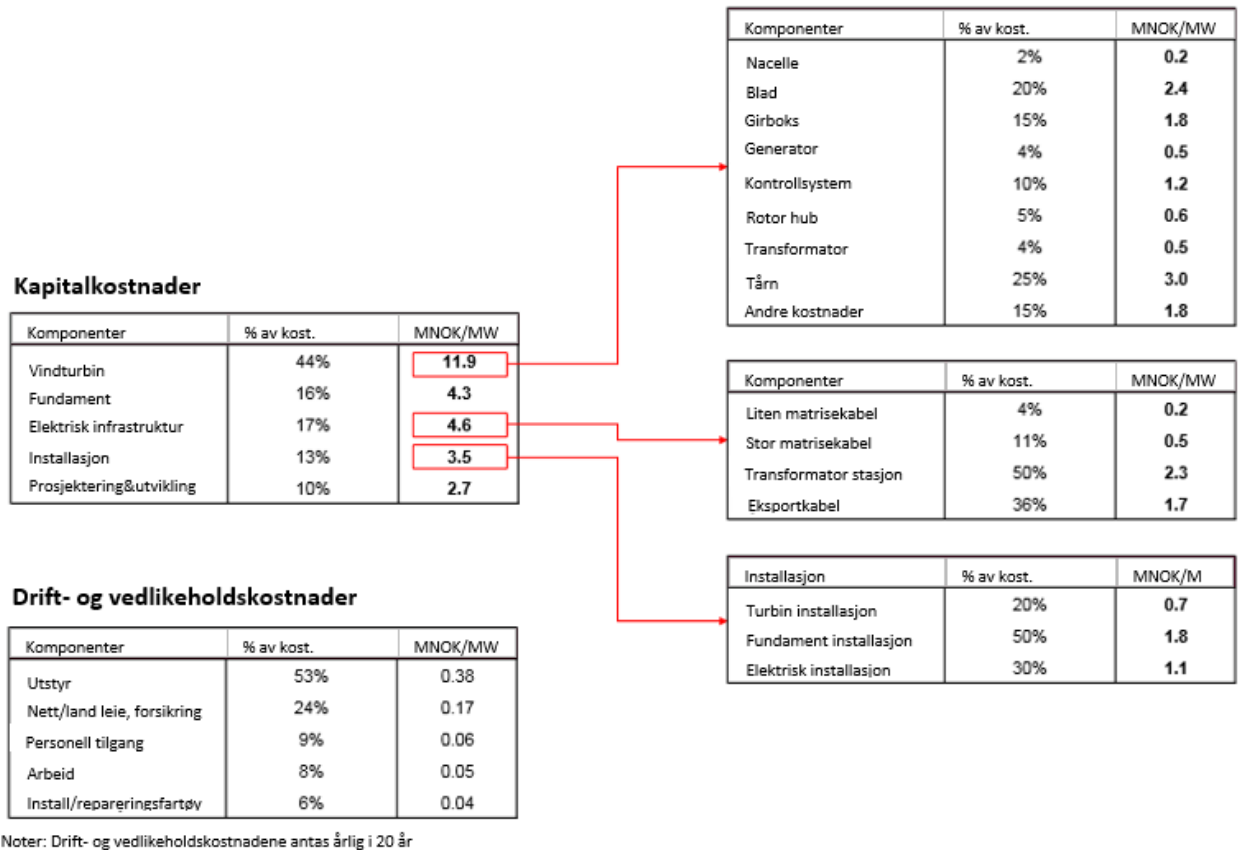 Kapitalkostnader
Komponenter % av kost. MNOK/MW
Vindturbin 44% 11.9
Fundament 16% 4.3
Elektrisk infrastruktur 17% 4.6
Installasjon 13% 3.5
Prosjektering&utvikling 10% 2.7
Drift- og vedlikeholdskostnader
Komponenter % av kost. MNOK/MW
Utstyr 53% 0.38
Nett/land leie, forsikring 24% 0.17
Personell tilgang 9% 0.06
Arbeid 8% 0.05
Install/repareringsfartøy 6% 0.04
Noter: Drift- og vedlikeholdskostnadene antas årlig i 20 år
Komponenter % av kost. MNOK/MW
Nacelle 2% 0.2
Blad 20% 2.4
Girboks 15% 1.8
Generator 4% 0.5
Kontrollsystem 10% 1.2
Rotor hub 5% 0.6
Transformator 4% 0.5
Tårn 25% 3.0
Andre kostnader 15% 1.8
Komponenter % av kost. MNOK/MW
Liten matrisekabel 4% 0.2
Stor matrisekabel 11% 0.5
Transformator stasjon 50% 2.3
Eksportkabel 36% 1.7
Installasjon % av kost. MNOK/M
Turbin installasjon 20% 0.7
Fundament installasjon 50% 1.8
Elektrisk installasjon 30% 1.1